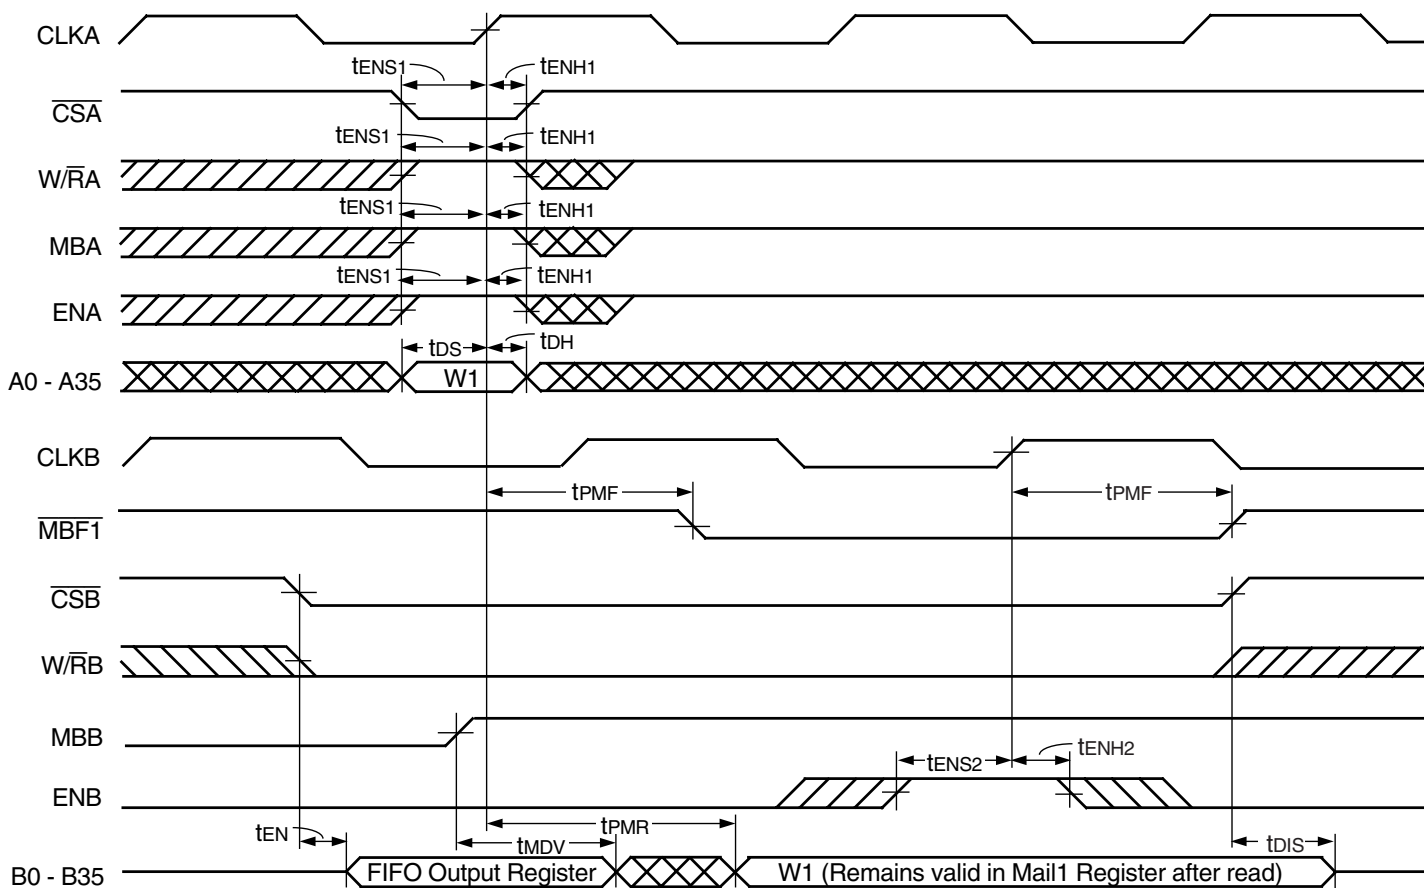 CLKA
tENS1 tENH1
CSA
tENS1 tENH1
W/RA
tENS1 tENH1
MBA
tENS1 tENH1
ENA
tDS tDH
A0 - A35 W1
CLKB
tPMF tPMF
MBF1
CSB
W/RB
MBB
tENS2 tENH2
ENB
tEN tMDV tPMR tDIS
B0 - B35 FIFO Output Register W1 (Remains valid in Mail1 Register after read)